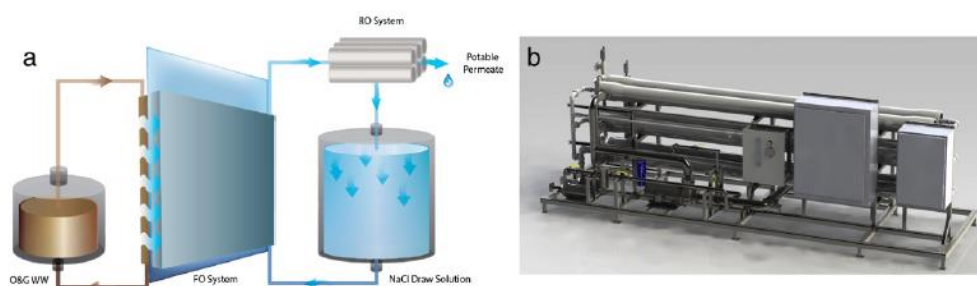 a
RO System
Potable
Permeate
O&G WW
FO System
NaCl Draw Solution
b